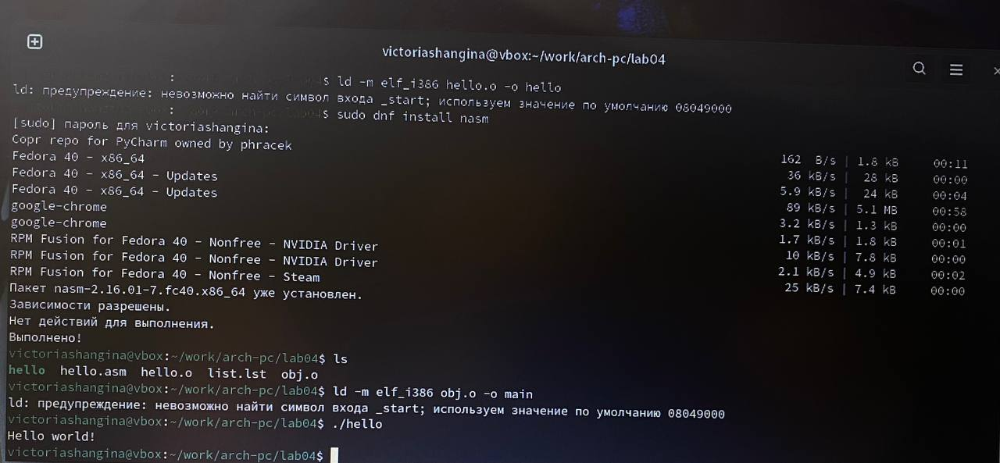 victoriashangina@vbox:~/work/arch-pc/lab04
$ ld -m elf_i386 hello.o -o hello
ld: предупреждение: невозможно найти символ входа _start; используем значение по умолчанию 08049000
$ sudo dnf install nasm
[sudo] пароль для victoriashangina:
Copr repo for PyCharm owned by phracek 162 B/s | 1.8 kB 00:11
Fedora 40 - x86_64 36 kB/s | 28 kB 00:00
Fedora 40 - x86_64 - Updates 5.9 kB/s | 24 kB 00:04
Fedora 40 - x86_64 - Updates 89 kB/s | 5.1 MB 00:58
google-chrome 3.2 kB/s | 1.3 kB 00:00
google-chrome 1.7 kB/s | 1.8 kB 00:01
RPM Fusion for Fedora 40 - Nonfree - NVIDIA Driver 10 kB/s | 7.8 kB 00:00
RPM Fusion for Fedora 40 - Nonfree - NVIDIA Driver 2.1 kB/s | 4.9 kB 00:02
RPM Fusion for Fedora 40 - Nonfree - Steam 25 kB/s | 7.4 kB 00:00
Пакет nasm-2.16.01-7.fc40.x86_64 уже установлен.
Зависимости разрешены.
Нет действий для выполнения.
Выполнено!
victoriashangina@vbox:~/work/arch-pc/lab04$ ls
hello hello.asm hello.o list.lst obj.o
victoriashangina@vbox:~/work/arch-pc/lab04$ ld -m elf_i386 obj.o -o main
ld: предупреждение: невозможно найти символ входа _start; используем значение по умолчанию 08049000
victoriashangina@vbox:~/work/arch-pc/lab04$ ./hello
Hello world!
victoriashangina@vbox:~/work/arch-pc/lab04$